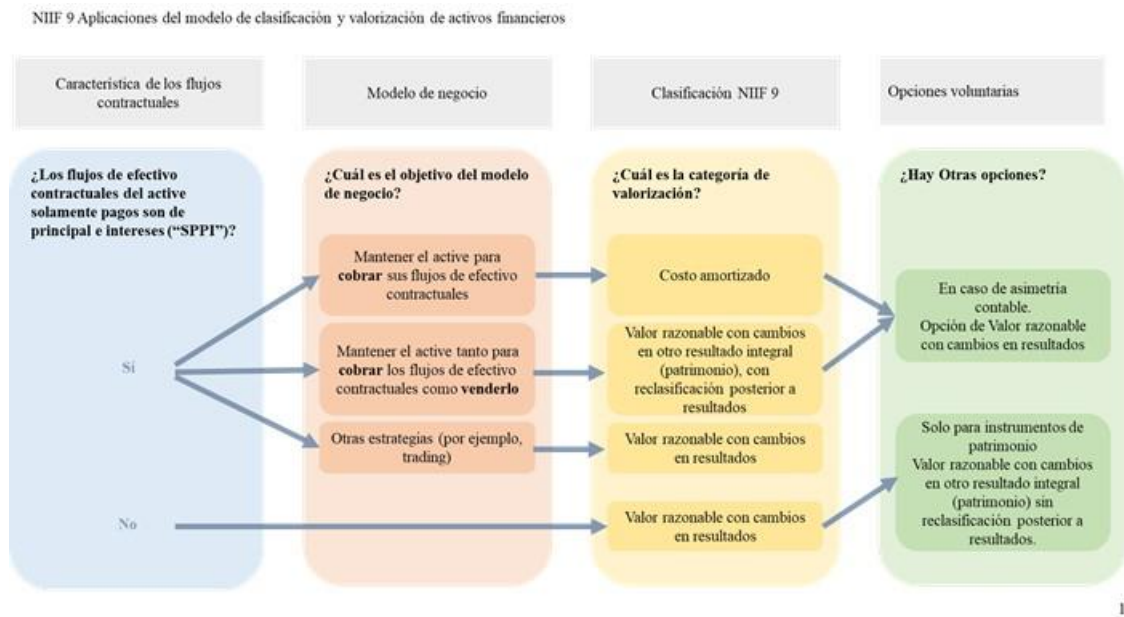 NIIF 9 Aplicaciones del modelo de clasificación y valorización de activos financieros
Característica de los flujos
contractuales
Modelo de negocio
Clasificación NIIF 9
Opciones voluntarias
¿Los flujos de efectivo
contractuales del active
solamente pagos son de
principal e intereses (“SPPI”)?
Sí
No
¿Cuál es el objetivo del modelo
de negocio?
Mantener el active para
cobrar sus flujos de efectivo
contractuales
Mantener el active tanto para
cobrar los flujos de efectivo
contractuales como venderlo
Otras estrategias (por ejemplo,
trading)
¿Cuál es la categoría de
valorización?
Costo amortizado
Valor razonable con cambios
en otro resultado integral
(patrimonio), con
reclasificación posterior a
resultados
Valor razonable con cambios
en resultados
Valor razonable con cambios
en resultados
¿Hay Otras opciones?
En caso de asimetría
contable.
Opción de Valor razonable
con cambios en resultados
Solo para instrumentos de
patrimonio
Valor razonable con cambios
en otro resultado integral
(patrimonio) sin
reclasificación posterior a
resultados.
1